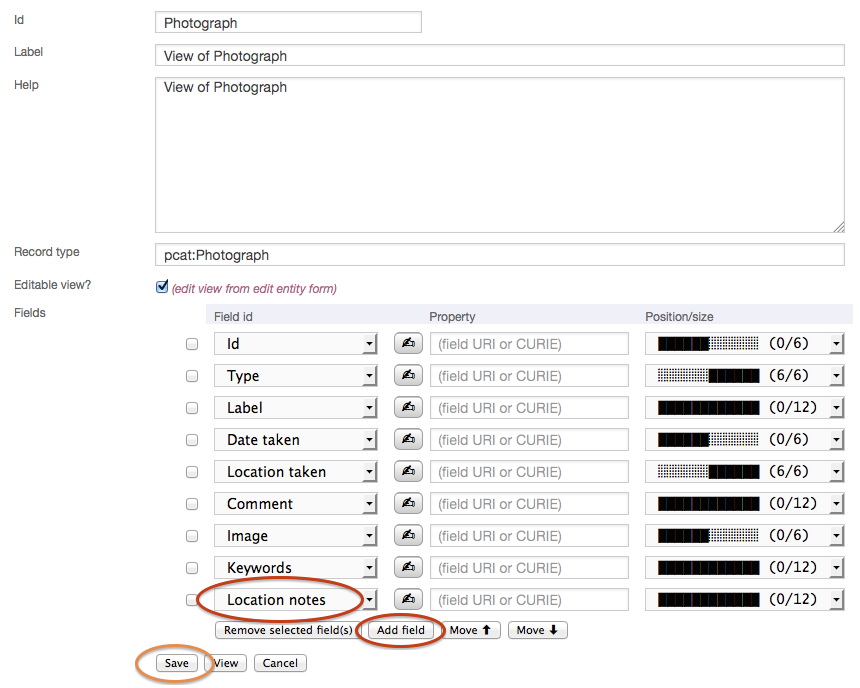 Id Photograph
Label View of Photograph
Help View of Photograph
Record type pcat:Photograph
Editable view? (edit view from edit entity form)
Fields Field id Property Position/size
Id (field URI or CURIE) (0/6)
Type (field URI or CURIE) (6/6)
Label (field URI or CURIE) (0/12)
Date taken (field URI or CURIE) (0/6)
Location taken (field URI or CURIE) (6/6)
Comment (field URI or CURIE) (0/12)
Image (field URI or CURIE) (0/6)
Keywords (field URI or CURIE) (0/12)
Location notes (field URI or CURIE) (0/12)
Remove selected field(s) Add field Move ⬆ Move ⬇
Save View Cancel